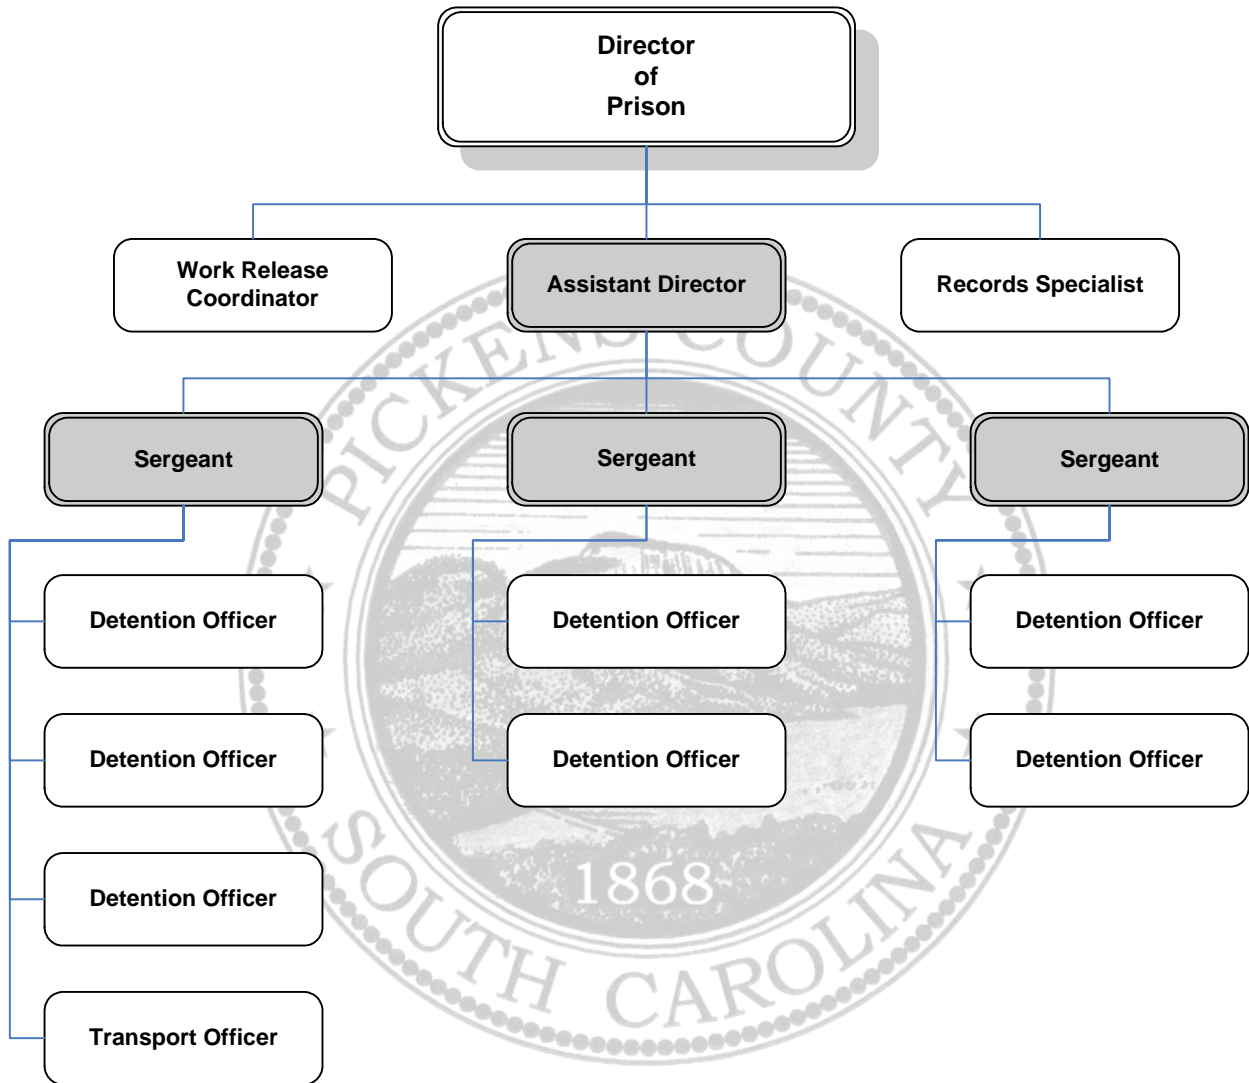 Director
of
Prison
Work Release
Coordinator
Assistant Director
Records Specialist
PICKENS COUNTY
Sergeant
Sergeant
Sergeant
Detention Officer
Detention Officer
Detention Officer
Detention Officer
Detention Officer
Detention Officer
Detention Officer
1868
SOUTH CAROLINA
Transport Officer